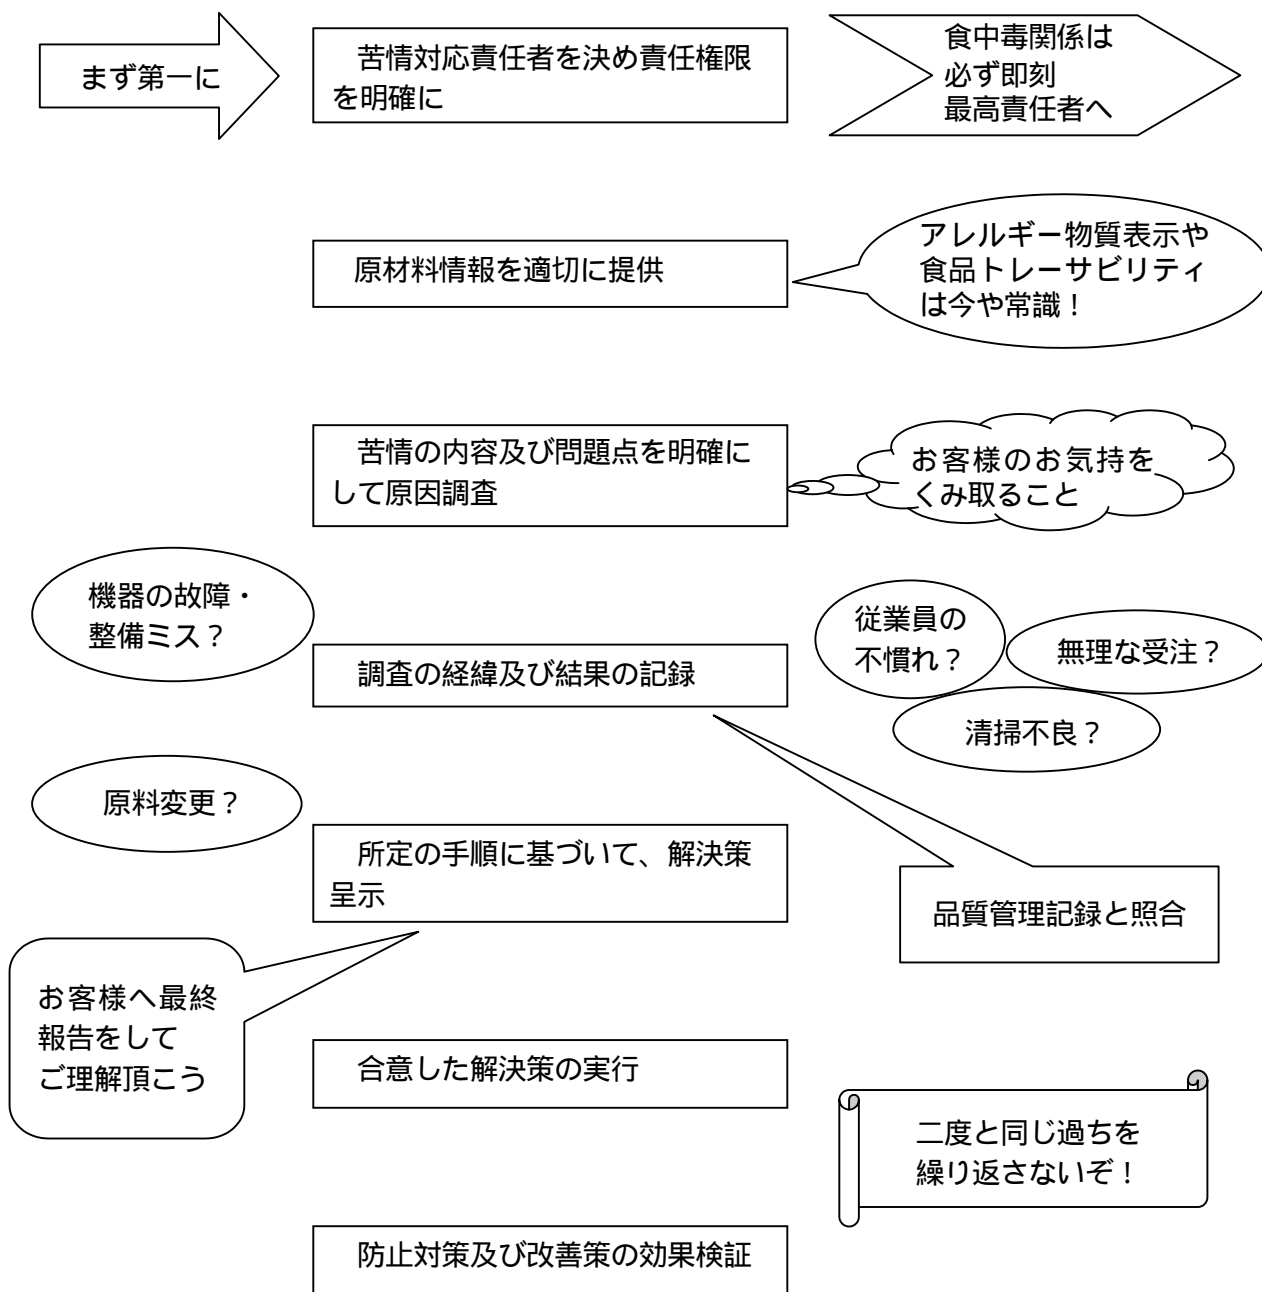 まず第一に
苦情対応責任者を決め責任権限
を明確に
食中毒関係は
必ず即刻
最高責任者へ
原材料情報を適切に提供
アレルギー物質表示や
食品トレーサビリティ
は今や常識！
苦情の内容及び問題点を明確に
して原因調査
お客様のお気持を
くみ取ること
機器の故障・
整備ミス？
調査の経緯及び結果の記録
従業員の
不慣れ？
無理な受注？
清掃不良？
原料変更？
所定の手順に基づいて、解決策
呈示
品質管理記録と照合
お客様へ最終
報告をして
ご理解頂こう
合意した解決策の実行
二度と同じ過ちを
繰り返さないぞ！
防止対策及び改善策の効果検証